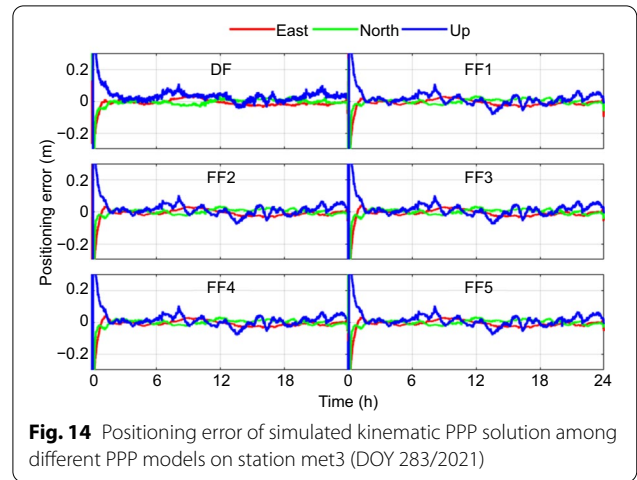 East North Up
DF FF1
0.2
0
−0.2
FF2 FF3
0.2
0
−0.2
FF4 FF5
0.2
0
−0.2
Positioning error (m)
0 6 12 18 0 6 12 18 24
Time (h)
Fig. 14 Positioning error of simulated kinematic PPP solution among
different PPP models on station met3 (DOY 283/2021)